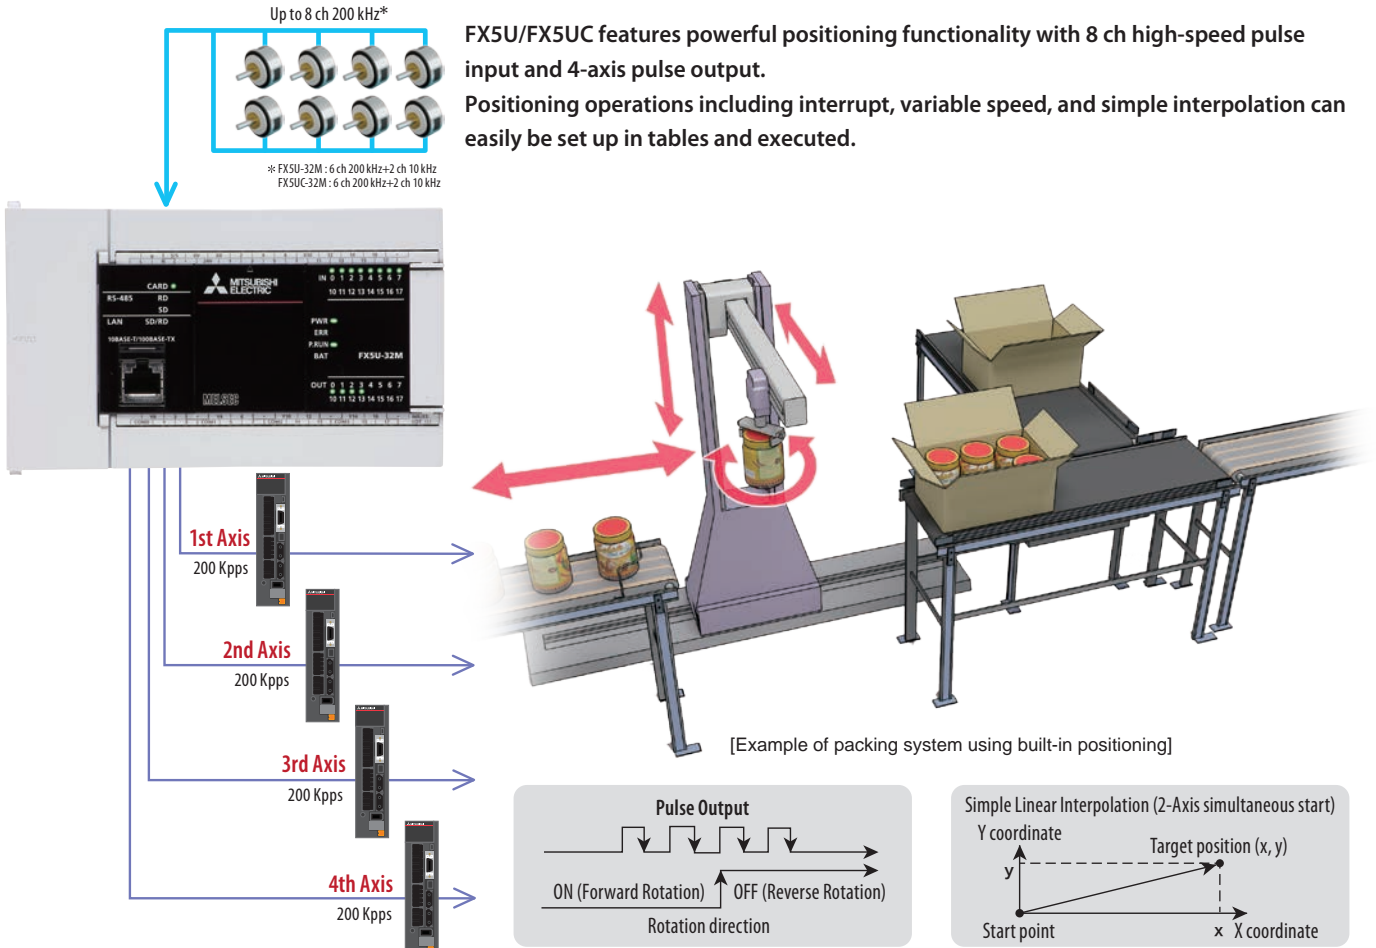 Up to 8 ch 200 kHz*
FX5U/FX5UC features powerful positioning functionality with 8 ch high-speed pulse
input and 4-axis pulse output.
Positioning operations including interrupt, variable speed, and simple interpolation can
easily be set up in tables and executed.
* FX5U-32M : 6 ch 200 kHz+2 ch 10 kHz
FX5UC-32M : 6 ch 200 kHz+2 ch 10 kHz
CARD
RS-485 RD
SD
LAN SD/RD
10BASE-T/100BASE-TX
MITSUBISHI
ELECTRIC
IN 0 1 2 3 4 5 6 7
10 11 12 13 14 15 16 17
PWR
ERR
P.RUN
BAT FX5U-32M
OUT 0 1 2 3 4 5 6 7
10 11 12 13 14 15 16 17
MELSEC
1st Axis
200 Kpps
2nd Axis
200 Kpps
3rd Axis
200 Kpps
4th Axis
200 Kpps
[Example of packing system using built-in positioning]
Pulse Output
ON (Forward Rotation) OFF (Reverse Rotation)
Rotation direction
Simple Linear Interpolation (2-Axis simultaneous start)
Y coordinate
Target position (x, y)
y
Start point
x X coordinate